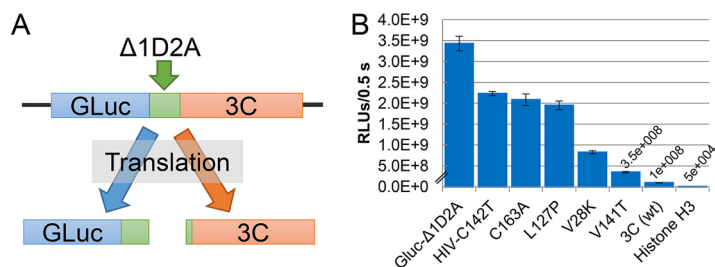 A
Δ1D2A
GLuc
3C
Translation
GLuc
3C
B
RLUs/0.5 s
4.0E+9
3.5E+9
3.0E+9
2.5E+9
2.0E+9
1.5E+9
1.0E+9
5.0E+8
0.0E+0
3.5e+008
1e+008
5e+004
Gluc-Δ1D2A
HIV-C142T
C163A
L127P
V28K
V141T
3C (wt)
Histone H3